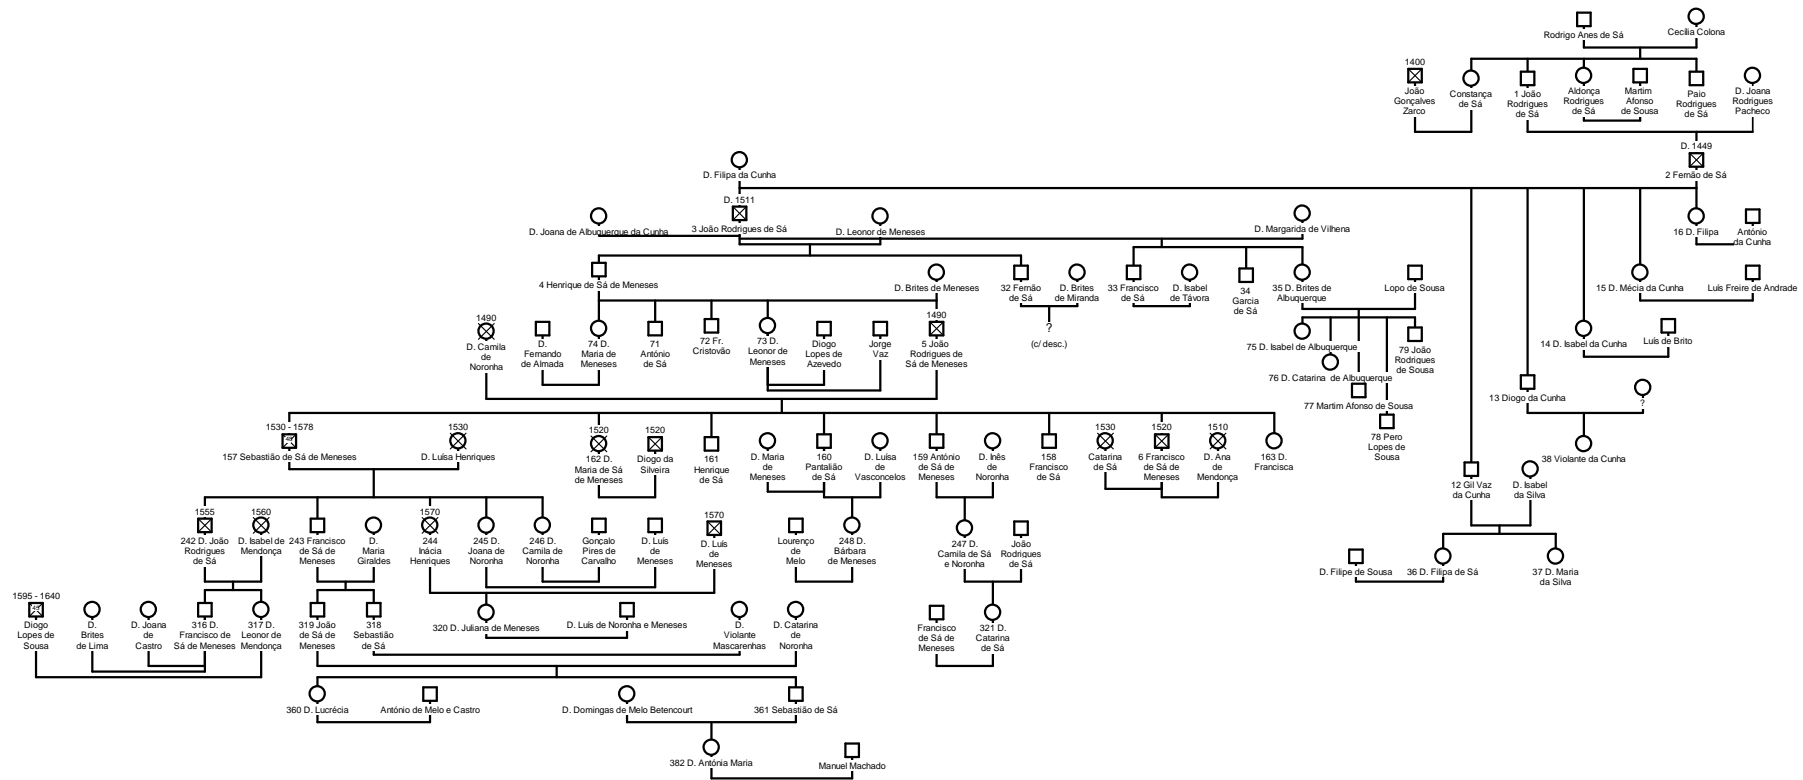 Rodrigo Anes de Sá
Cecília Colona
1400
João
Gonçalves
Zarco
Constança
de Sá
1 João
Rodrigues
de Sá
Aldonça
Rodrigues
de Sá
Martim
Afonso
de Sousa
Paio
Rodrigues
de Sá
D. Joana
Rodrigues
Pacheco
D. 1449
2 Fernão de Sá
D. Filipa da Cunha
D. 1511
3 João Rodrigues de Sá
D. Joana de Albuquerque da Cunha
D. Leonor de Meneses
D. Margarida de Vilhena
16 D. Filipa
António
da Cunha
4 Henrique de Sá de Meneses
D. Brites de Meneses
32 Fernão
de Sá
D. Brites
de Miranda
33 Francisco
de Sá
D. Isabel
de Távora
34
Garcia
de Sá
35 D. Brites de
Albuquerque
Lopo de Sousa
15 D. Mécia da Cunha
Luís Freire de Andrade
1490
D. Camila
de
Noronha
D.
Fernando
de Almada
74 D.
Maria de
Meneses
71
António
de Sá
72 Fr.
Cristovão
73 D.
Leonor de
Meneses
Diogo
Lopes de
Azevedo
Jorge
Vaz
1490
5 João
Rodrigues de
Sá de Meneses
?
(c/ desc.)
75 D. Isabel de Albuquerque
76 D. Catarina de Albuquerque
77 Martim Afonso de Sousa
78 Pero
Lopes de
Sousa
79 João
Rodrigues
de Sousa
14 D. Isabel da Cunha
Luís de Brito
13 Diogo da Cunha
?
38 Violante da Cunha
1530 - 1578
48
157 Sebastião de Sá de Meneses
1530
D. Luísa Henriques
1520
162 D.
Maria de Sá
de Meneses
1520
Diogo da
Silveira
161
Henrique
de Sá
D. Maria
de
Meneses
160
Pantalião
de Sá
D. Luísa
de
Vasconcelos
159 António
de Sá de
Meneses
D. Inês
de
Noronha
158
Francisco
de Sá
1530
Catarina
de Sá
1520
6 Francisco
de Sá de
Meneses
1510
D. Ana
de
Mendonça
163 D.
Francisca
12 Gil Vaz
da Cunha
D. Isabel
da Silva
1555
242 D. João
Rodrigues
de Sá
1560
D. Isabel de
Mendonça
243 Francisco
de Sá de
Meneses
D.
Maria
Giraldes
1570
244
Inácia
Henriques
245 D.
Joana de
Noronha
246 D.
Camila de
Noronha
Gonçalo
Pires de
Carvalho
D. Luís
de
Meneses
1570
D. Luís
de
Meneses
Lourenço
de
Melo
248 D.
Bárbara
de Meneses
247 D.
Camila de Sá
e Noronha
João
Rodrigues
de Sá
D. Filipe de Sousa
36 D. Filipa de Sá
37 D. Maria
da Silva
1595 - 1640
45
Diogo
Lopes de
Sousa
D.
Brites
de Lima
D. Joana
de
Castro
316 D.
Francisco de
Sá de Meneses
317 D.
Leonor de
Mendonça
319 João
de Sá de
Meneses
318
Sebastião
de Sá
320 D. Juliana de Meneses
D. Luís de Noronha e Meneses
D.
Violante
Mascarenhas
D. Catarina
de
Noronha
Francisco
de Sá de
Meneses
321 D.
Catarina
de Sá
360 D. Lucrécia
António de Melo e Castro
D. Domingas de Melo Betencourt
361 Sebastião de Sá
382 D. Antónia Maria
Manuel Machado